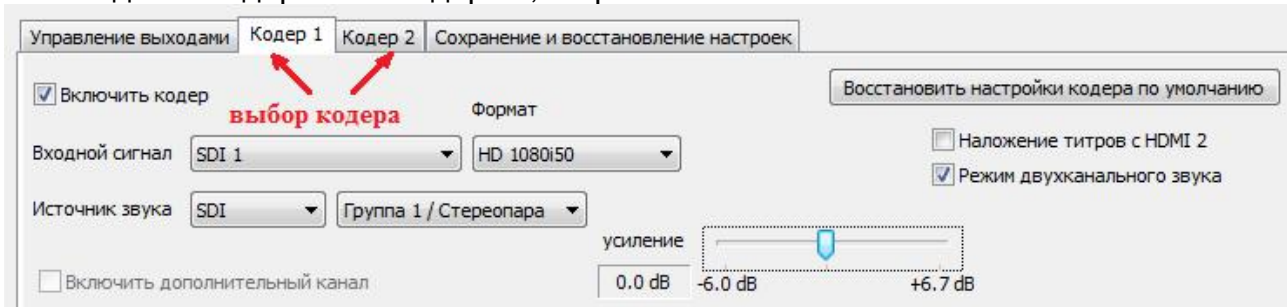 Управление выходами Кодер 1 Кодер 2 Сохранение и восстановление настроек
Включить кодер
выбор кодера
Формат
Восстановить настройки кодера по умолчанию
Входной сигнал SDI 1 HD 1080i50
Наложение титров с HDMI 2
Режим двухканального звука
Источник звука SDI Группа 1 / Стереопара
усиление
Включить дополнительный канал
0.0 dB -6.0 dB +6.7 dB